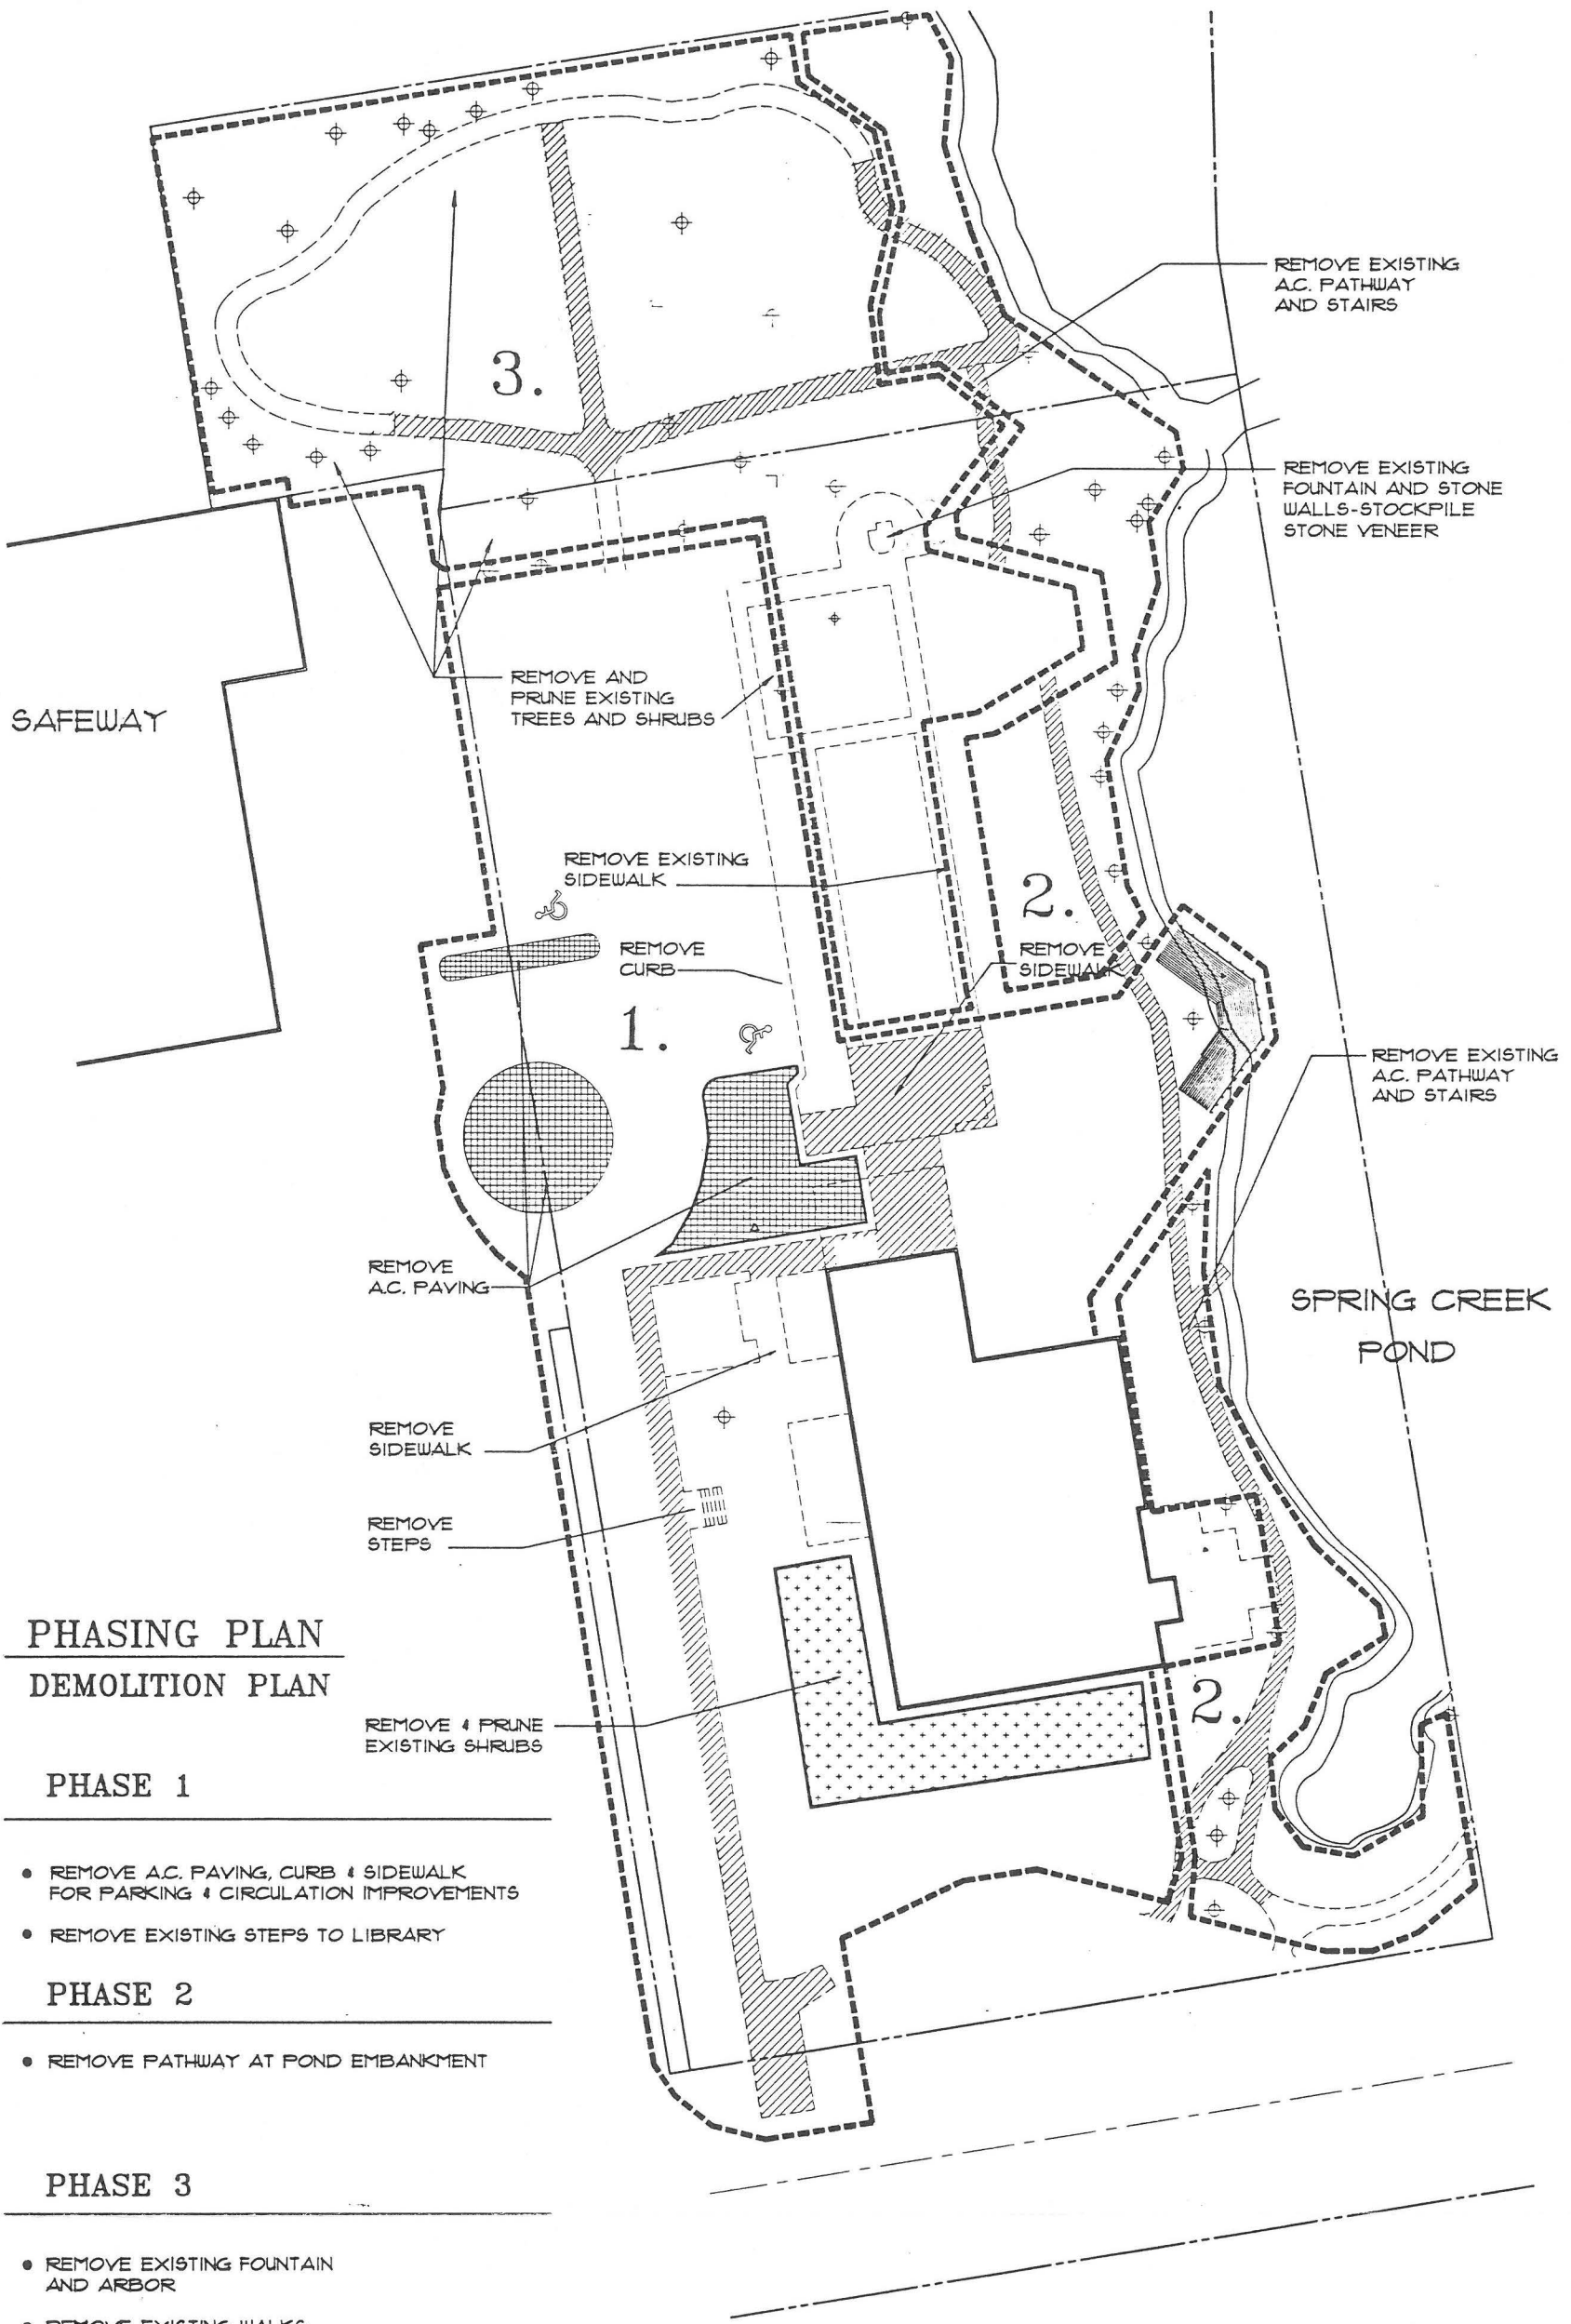 3.
REMOVE EXISTING
A.C. PATHWAY
AND STAIRS
REMOVE EXISTING
FOUNTAIN AND STONE
WALLS-STOCKPILE
STONE VENEER
REMOVE AND
PRUNE EXISTING
TREES AND SHRUBS
SAFEWAY
REMOVE EXISTING
SIDEWALK
2.
REMOVE
CURB
REMOVE
SIDEWALK
1.
REMOVE EXISTING
A.C. PATHWAY
AND STAIRS
REMOVE
A.C. PAVING
SPRING CREEK
POND
REMOVE
SIDEWALK
REMOVE
STEPS
2.
REMOVE & PRUNE
EXISTING SHRUBS
PHASING PLAN
DEMOLITION PLAN
PHASE 1
• REMOVE A.C. PAVING, CURB & SIDEWALK
FOR PARKING & CIRCULATION IMPROVEMENTS
• REMOVE EXISTING STEPS TO LIBRARY
PHASE 2
• REMOVE PATHWAY AT POND EMBANKMENT
PHASE 3
• REMOVE EXISTING FOUNTAIN
AND ARBOR
• REMOVE EXISTING WALKS